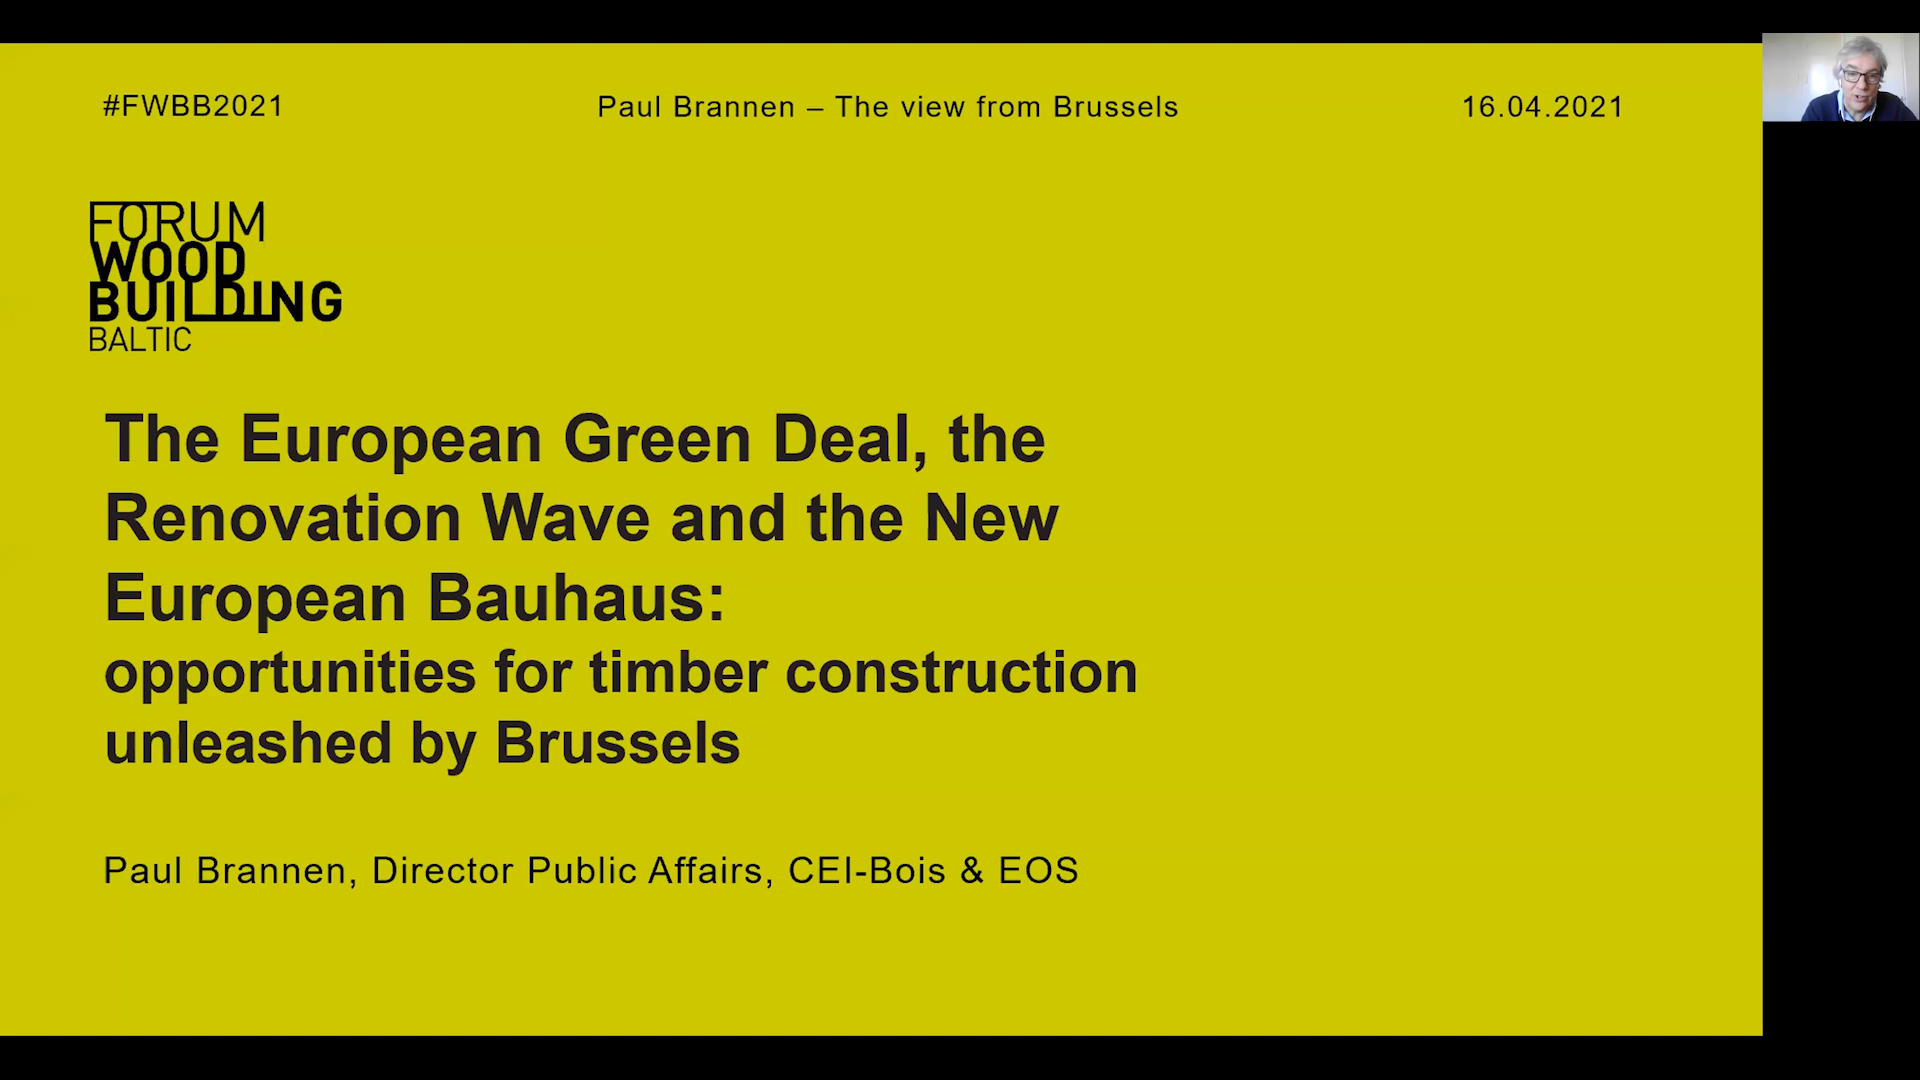 #FWBB2021
Paul Brannen – The view from Brussels
16.04.2021
FORUM
WOOD
BUILDING
BALTIC
The European Green Deal, the
Renovation Wave and the New
European Bauhaus:
opportunities for timber construction
unleashed by Brussels
Paul Brannen, Director Public Affairs, CEI-Bois & EOS